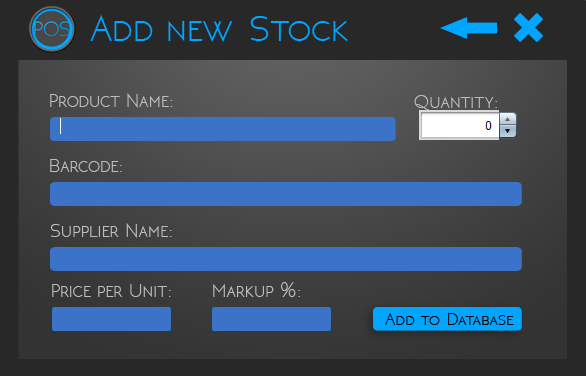 POS Add new Stock
Product Name: Quantity:
0
Barcode:
Supplier Name:
Price per Unit: Markup %:
Add to Database